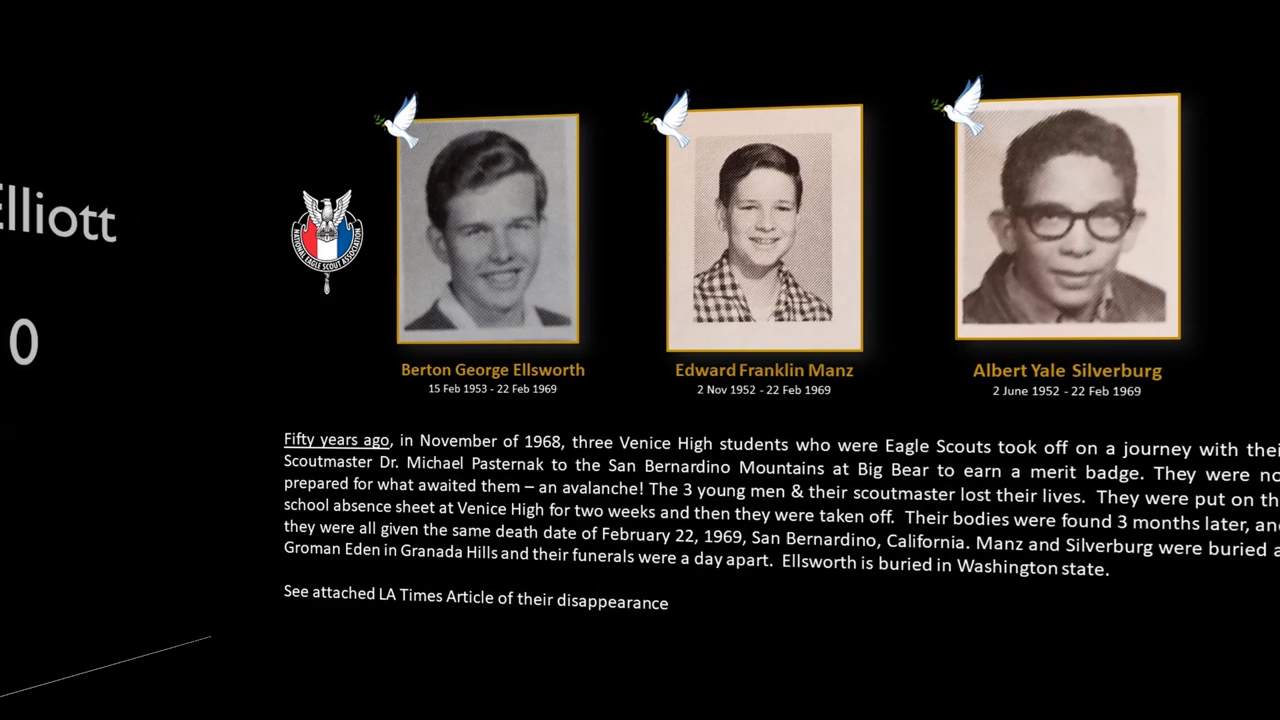 Elliott
0
NATIONAL EAGLE SCOUT ASSOCIATION
Berton George Ellsworth
15 Feb 1953 - 22 Feb 1969
Edward Franklin Manz
2 Nov 1952 - 22 Feb 1969
Albert Yale Silverburg
2 June 1952 - 22 Feb 1969
Fifty years ago, in November of 1968, three Venice High students who were Eagle Scouts took off on a journey with thei
Scoutmaster Dr. Michael Pasternak to the San Bernardino Mountains at Big Bear to earn a merit badge. They were no
prepared for what awaited them – an avalanche! The 3 young men & their scoutmaster lost their lives. They were put on th
school absence sheet at Venice High for two weeks and then they were taken off. Their bodies were found 3 months later, an
they were all given the same death date of February 22, 1969, San Bernardino, California. Manz and Silverburg were buried a
Groman Eden in Granada Hills and their funerals were a day apart. Ellsworth is buried in Washington state.
See attached LA Times Article of their disappearance